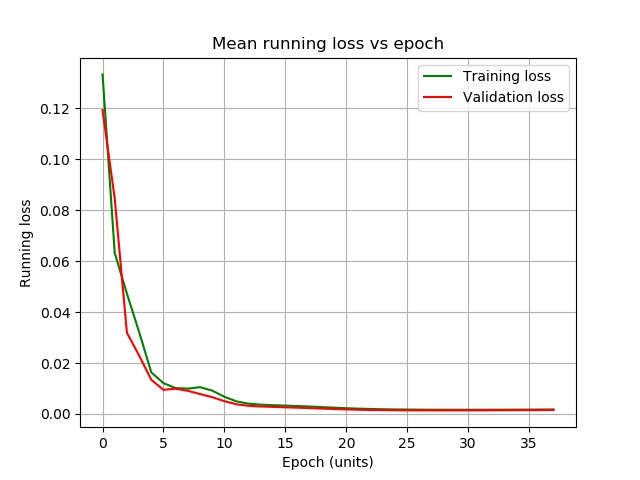 Mean running loss vs epoch
Training loss
Validation loss
0.12
0.10
0.08
0.06
0.04
0.02
0.00
Running loss
0 5 10 15 20 25 30 35
Epoch (units)